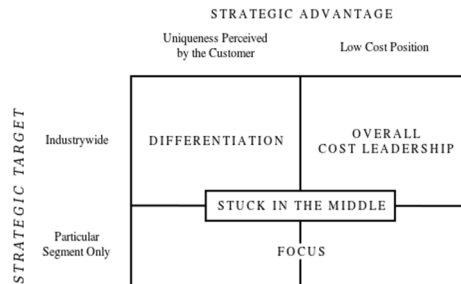 STRATEGIC ADVANTAGE
Uniqueness Perceived
by the Customer
Low Cost Position
STRATEGIC TARGET
Industrywide
DIFFERENTIATION
OVERALL
COST LEADERSHIP
STUCK IN THE MIDDLE
Particular
Segment Only
FOCUS